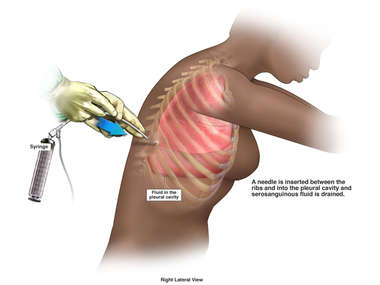 Syringe
Fluid in the
pleural cavity
A needle is inserted between the
ribs and into the pleural cavity and
serosanguinous fluid is drained.
Right Lateral View